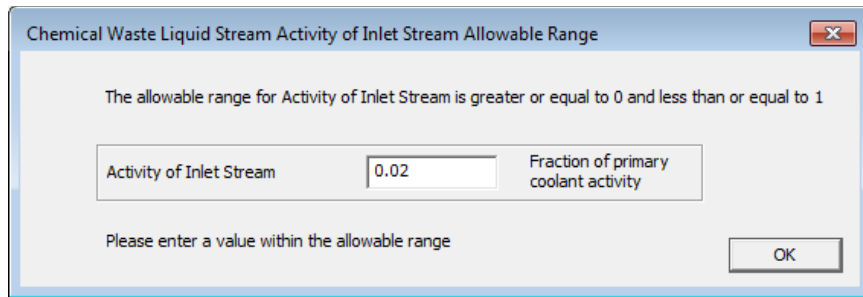 Chemical Waste Liquid Stream Activity of Inlet Stream Allowable Range
The allowable range for Activity of Inlet Stream is greater or equal to 0 and less than or equal to 1
Activity of Inlet Stream
0.02
Fraction of primary
coolant activity
Please enter a value within the allowable range
OK